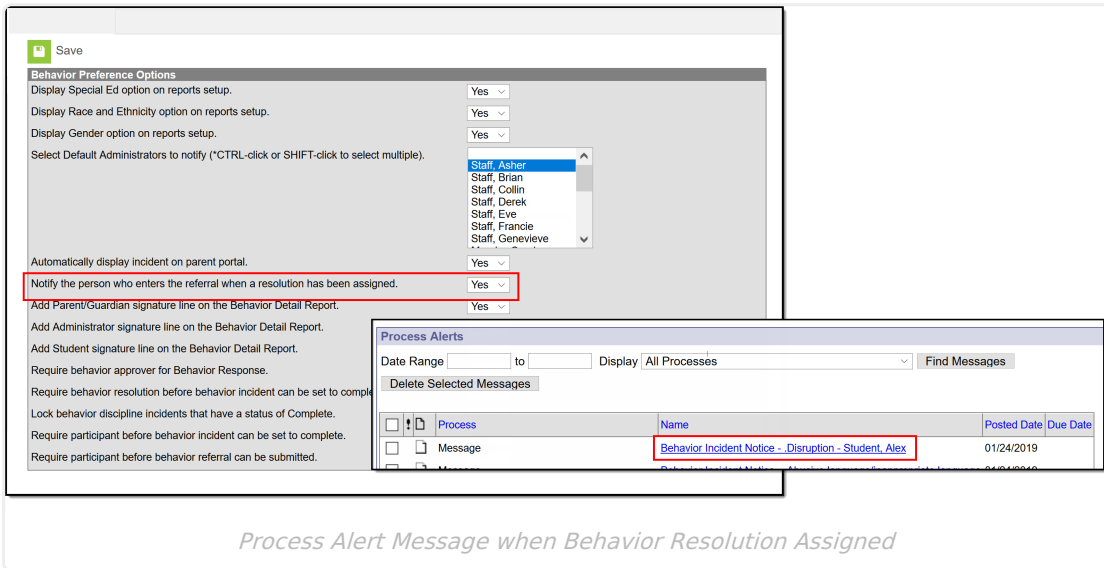 Save
Behavior Preference Options
Display Special Ed option on reports setup. Yes
Display Race and Ethnicity option on reports setup. Yes
Display Gender option on reports setup. Yes
Select Default Administrators to notify (*CTRL-click or SHIFT-click to select multiple).
Staff, Asher
Staff, Brian
Staff, Collin
Staff, Derek
Staff, Eve
Staff, Francie
Staff, Genevieve
Automatically display incident on parent portal. Yes
Notify the person who enters the referral when a resolution has been assigned. Yes
Add Parent/Guardian signature line on the Behavior Detail Report. Yes
Add Administrator signature line on the Behavior Detail Report.
Add Student signature line on the Behavior Detail Report.
Require behavior approver for Behavior Response.
Require behavior resolution before behavior incident can be set to comple
Lock behavior discipline incidents that have a status of Complete.
Require participant before behavior incident can be set to complete.
Require participant before behavior referral can be submitted.
Process Alerts
Date Range to Display All Processes Find Messages
Delete Selected Messages
! Process Name Posted Date Due Date
Message Behavior Incident Notice - .Disruption - Student, Alex 01/24/2019
Process Alert Message when Behavior Resolution Assigned